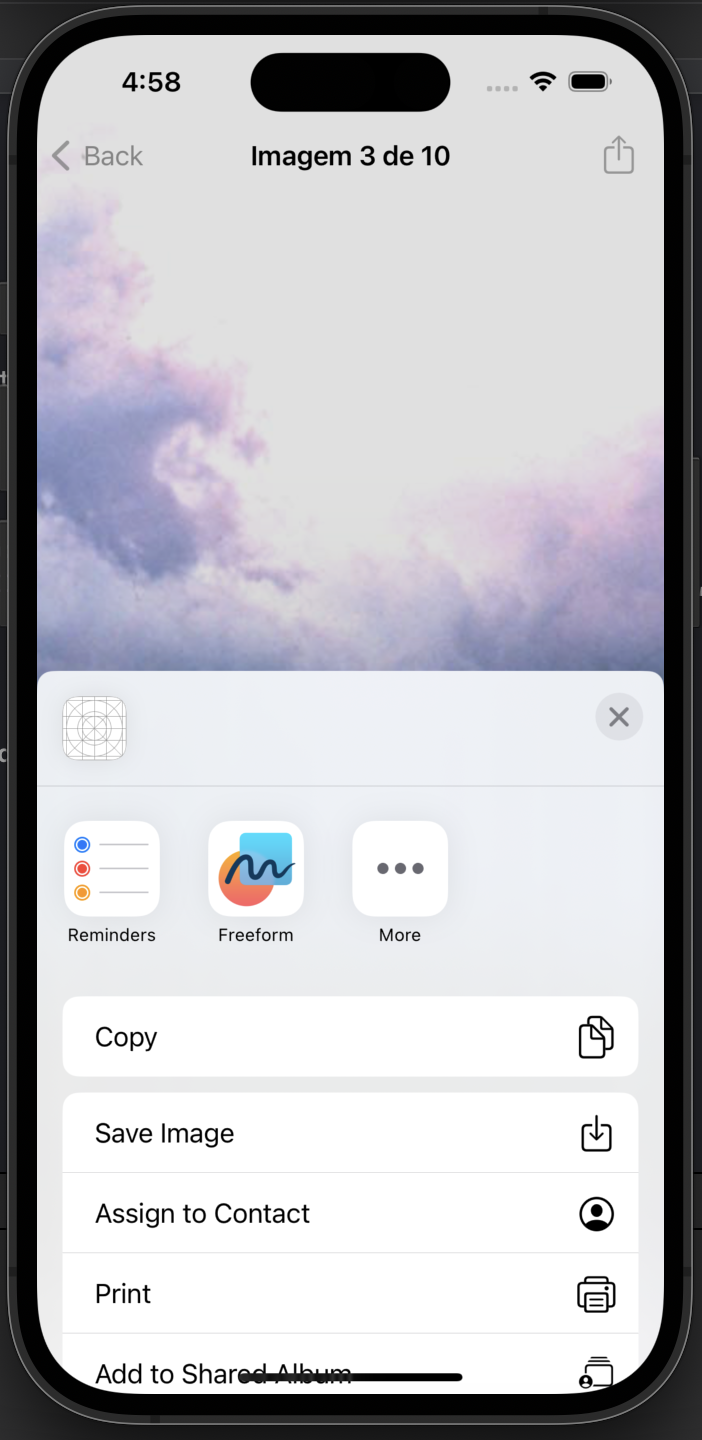 4:58
Back
Imagem 3 de 10
Reminders
Freeform
More
Copy
Save Image
Assign to Contact
Print
Add to Shared Album